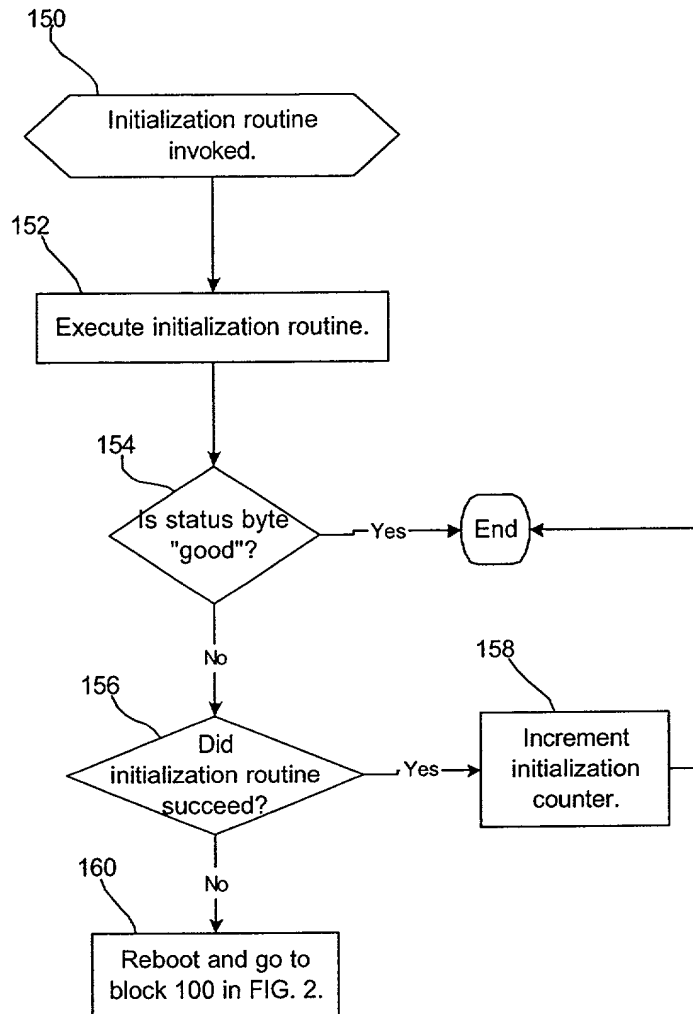 150
Initialization routine
invoked.
152
Execute initialization routine.
154
Is status byte
"good"?
Yes
End
No
156
Did
initialization routine
succeed?
Yes
158
Increment
initialization
counter.
No
160
Reboot and go to
block 100 in FIG. 2.